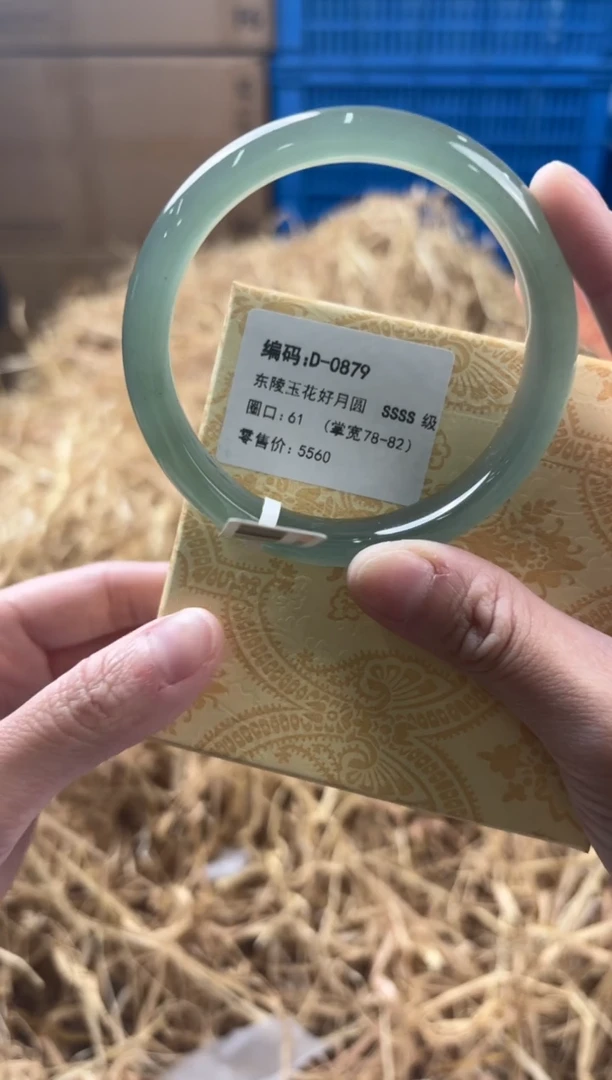 编码:D-0879
东陵玉花好月圆 SSSS 级
圈口:61 (掌宽78-82)
零售价:5560